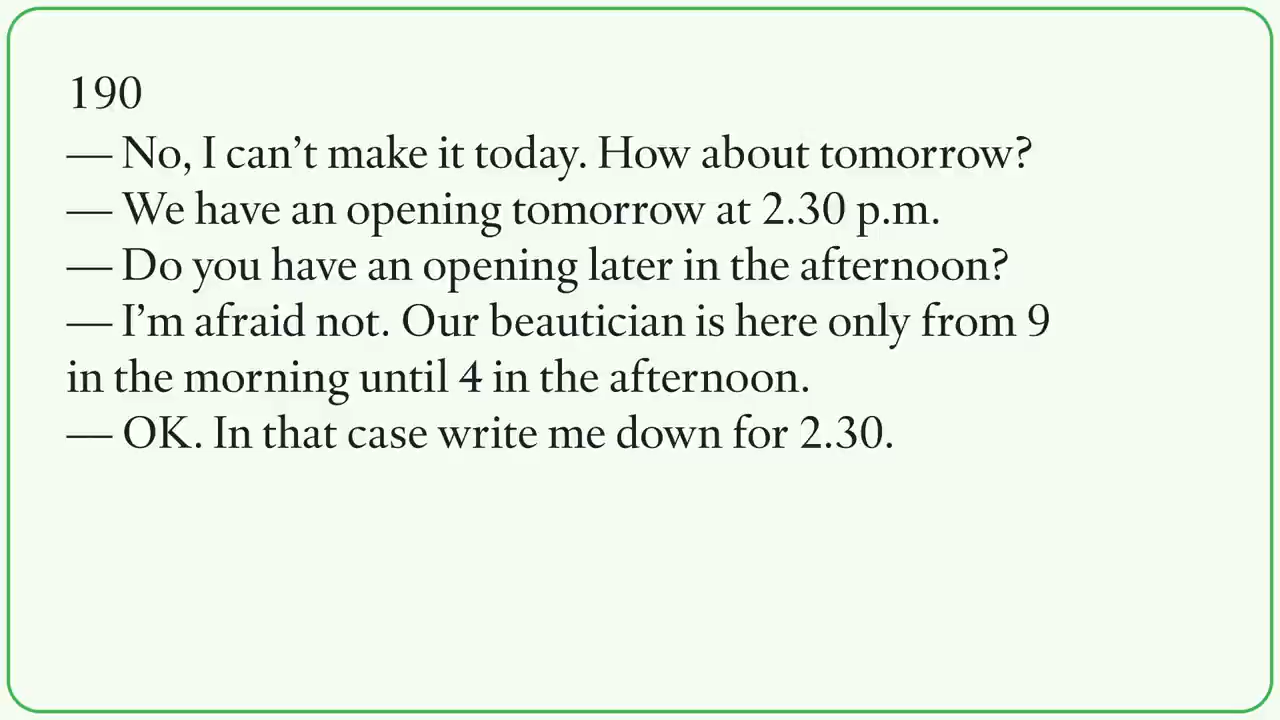 190
— No, I can’t make it today. How about tomorrow?
— We have an opening tomorrow at 2.30 p.m.
— Do you have an opening later in the afternoon?
— I’m afraid not. Our beautician is here only from 9
in the morning until 4 in the afternoon.
— OK. In that case write me down for 2.30.